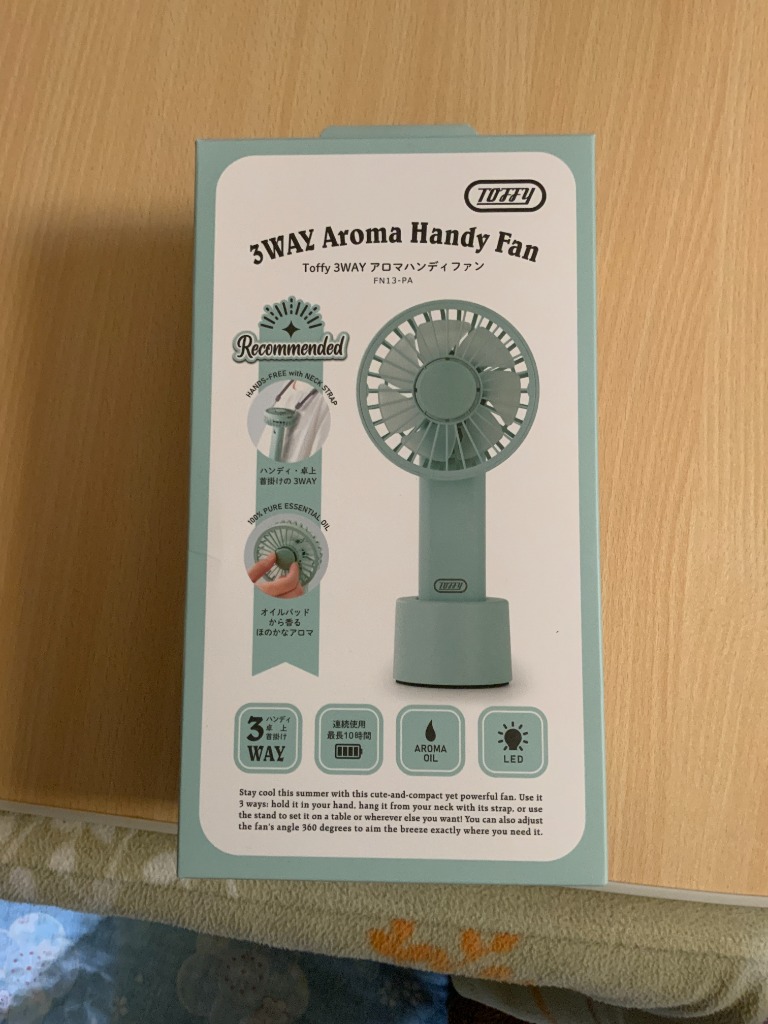 TOFFY
3WAY Aroma Handy Fan
Toffy 3WAY アロマハンディファン
FN13-PA
Recommended
HANDS-FREE with NECK STRAP
ハンディ・卓上
首掛けの 3WAY
100% PURE ESSENTIAL OIL
オイルパッド
から香る
ほのかなアロマ
TOFFY
3 ハンディ
卓 上
首掛け
WAY
連続使用
最長10時間
AROMA
OIL
LED
Stay cool this summer with this cute-and-compact yet powerful fan. Use it
3 ways: hold it in your hand, hang it from your neck with its strap, or use
the stand to set it on a table or wherever else you want! You can also adjust
the fan's angle 360 degrees to aim the breeze exactly where you need it.